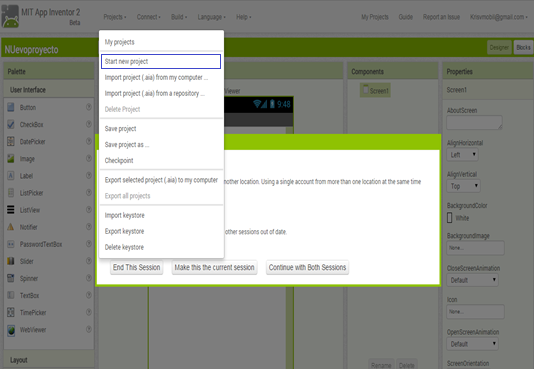 MIT App Inventor 2
Beta
Projects
Connect
Build
Language
Help
My Projects
Guide
Report an Issue
NUevoproyecto
Designer
Blocks
Palette
User Interface
Button
CheckBox
DatePicker
Image
Label
ListPicker
ListView
Notifier
PasswordTextBox
Slider
Spinner
TextBox
TimePicker
WebViewer
Layout
My projects
Start new project
Import project (.aia) from my computer ...
Import project (.aia) from a repository ...
Delete Project
Save project
Save project as ...
Checkpoint
Export selected project (.aia) to my computer
Export all projects
Import keystore
Export keystore
Delete keystore
Viewer
9:48
nother location. Using a single account from more than one location at the same time
other sessions out of date.
End This Session
Make this the current session
Continue with Both Sessions
Components
Screen1
Rename
Delete
Properties
Screen1
AboutScreen
AlignHorizontal
Left
AlignVertical
Top
BackgroundColor
White
BackgroundImage
None...
CloseScreenAnimation
Default
Icon
None...
OpenScreenAnimation
Default
ScreenOrientation